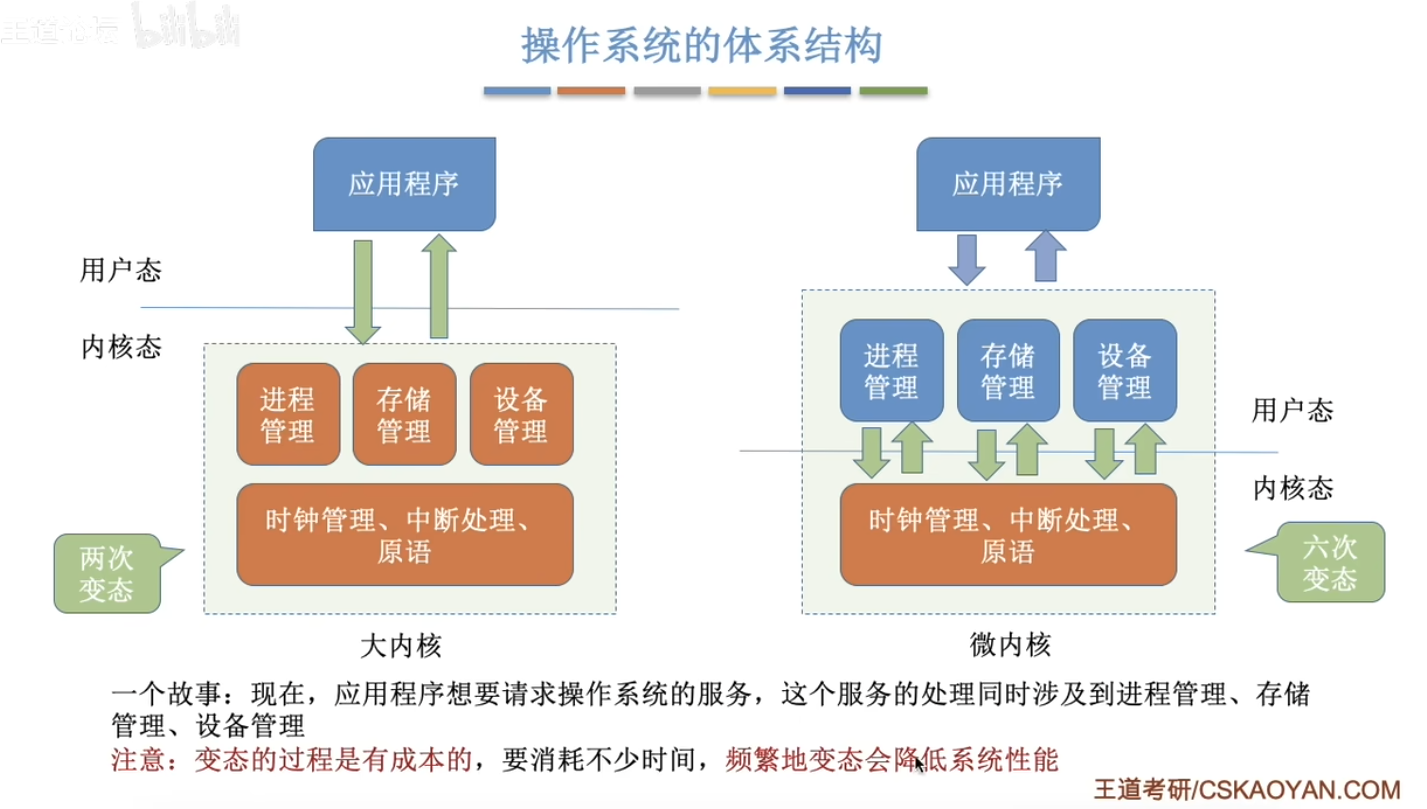 王道论坛 bilibili
操作系统的体系结构
应用程序
用户态
内核态
进程
管理
存储
管理
设备
管理
时钟管理、中断处理、
原语
两次
变态
大内核
应用程序
进程
管理
存储
管理
设备
管理
用户态
内核态
时钟管理、中断处理、
原语
六次
变态
微内核
一个故事：现在，应用程序想要请求操作系统的服务，这个服务的处理同时涉及到进程管理、存储
管理、设备管理
注意：变态的过程是有成本的，要消耗不少时间，频繁地变态会降低系统性能
王道考研/CSKAOYAN.COM